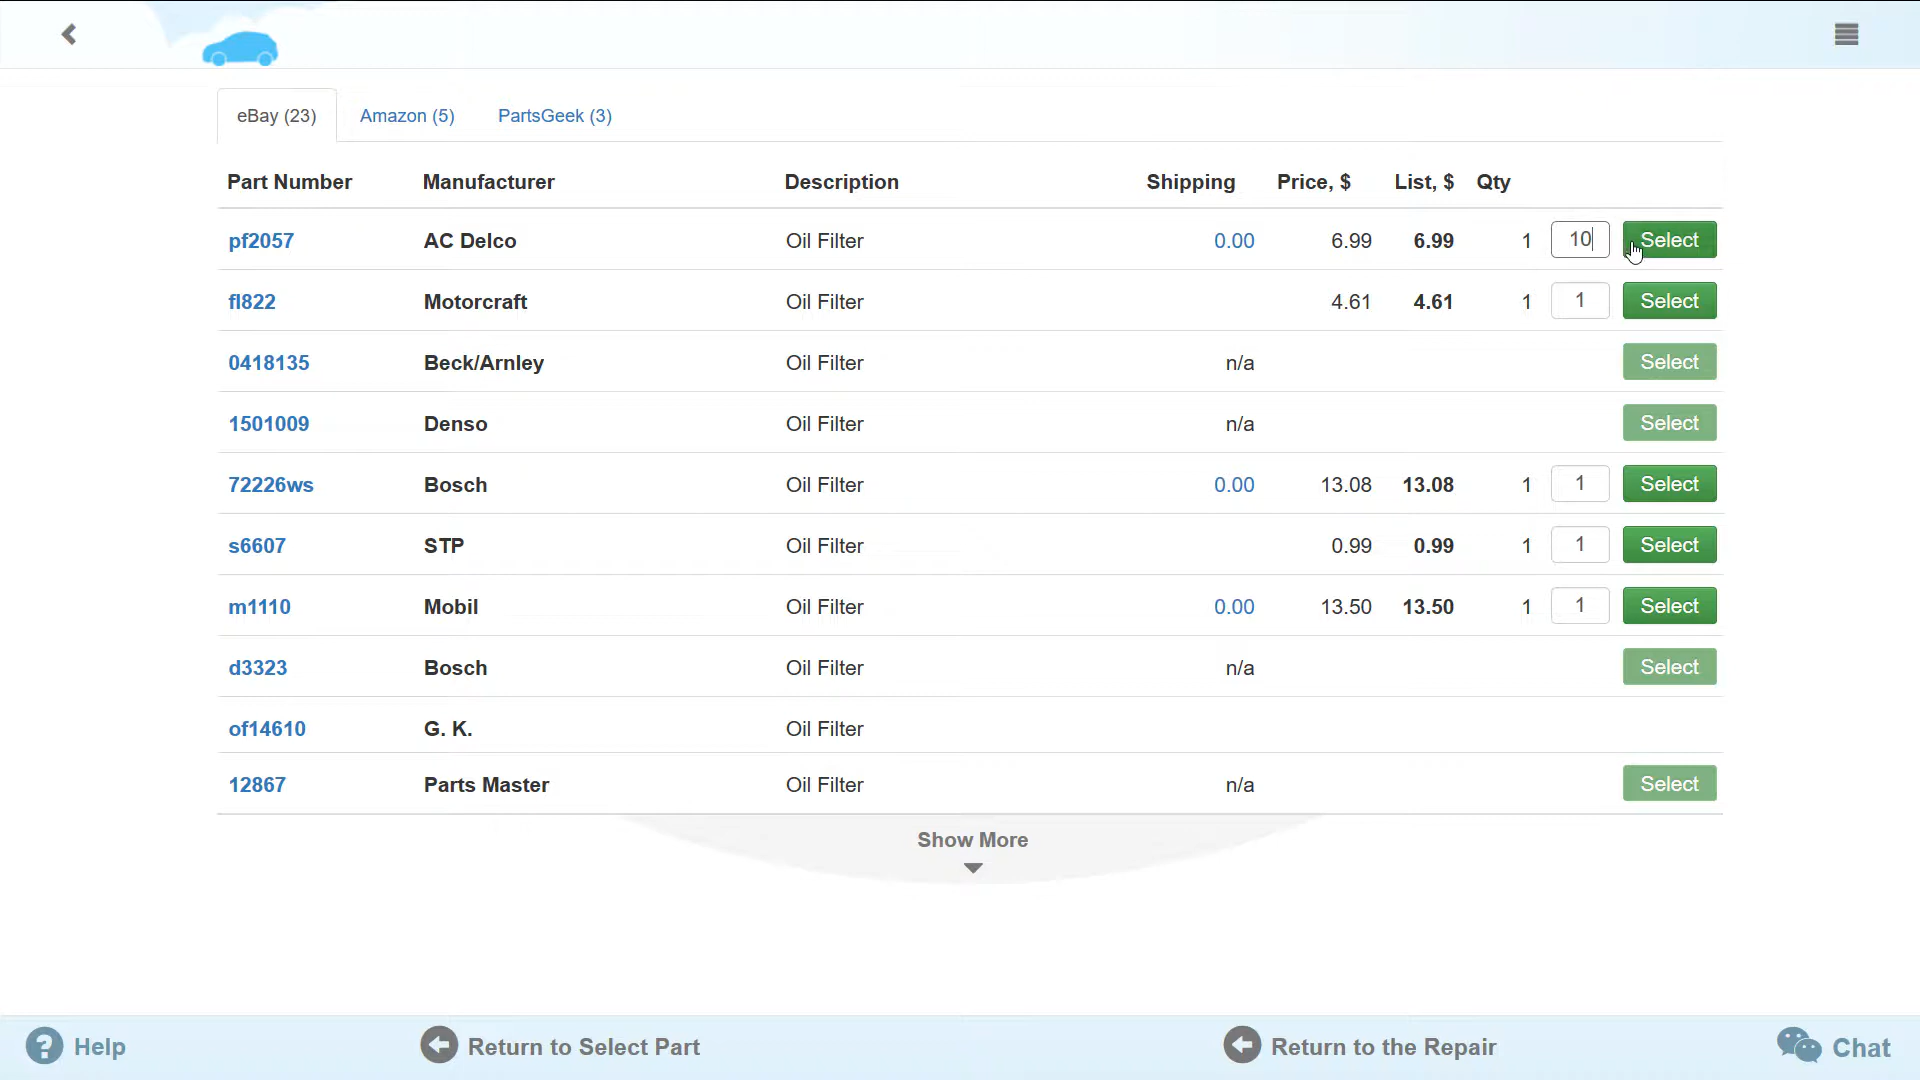 eBay (23) Amazon (5) PartsGeek (3)
Part Number Manufacturer Description Shipping Price, $ List, $ Qty
pf2057 AC Delco Oil Filter 0.00 6.99 6.99 1 10 Select
fl822 Motorcraft Oil Filter 4.61 4.61 1 1 Select
0418135 Beck/Arnley Oil Filter n/a Select
1501009 Denso Oil Filter n/a Select
72226ws Bosch Oil Filter 0.00 13.08 13.08 1 1 Select
s6607 STP Oil Filter 0.99 0.99 1 1 Select
m1110 Mobil Oil Filter 0.00 13.50 13.50 1 1 Select
d3323 Bosch Oil Filter n/a Select
of14610 G. K. Oil Filter
12867 Parts Master Oil Filter n/a Select
Show More
? Help Return to Select Part Return to the Repair Chat